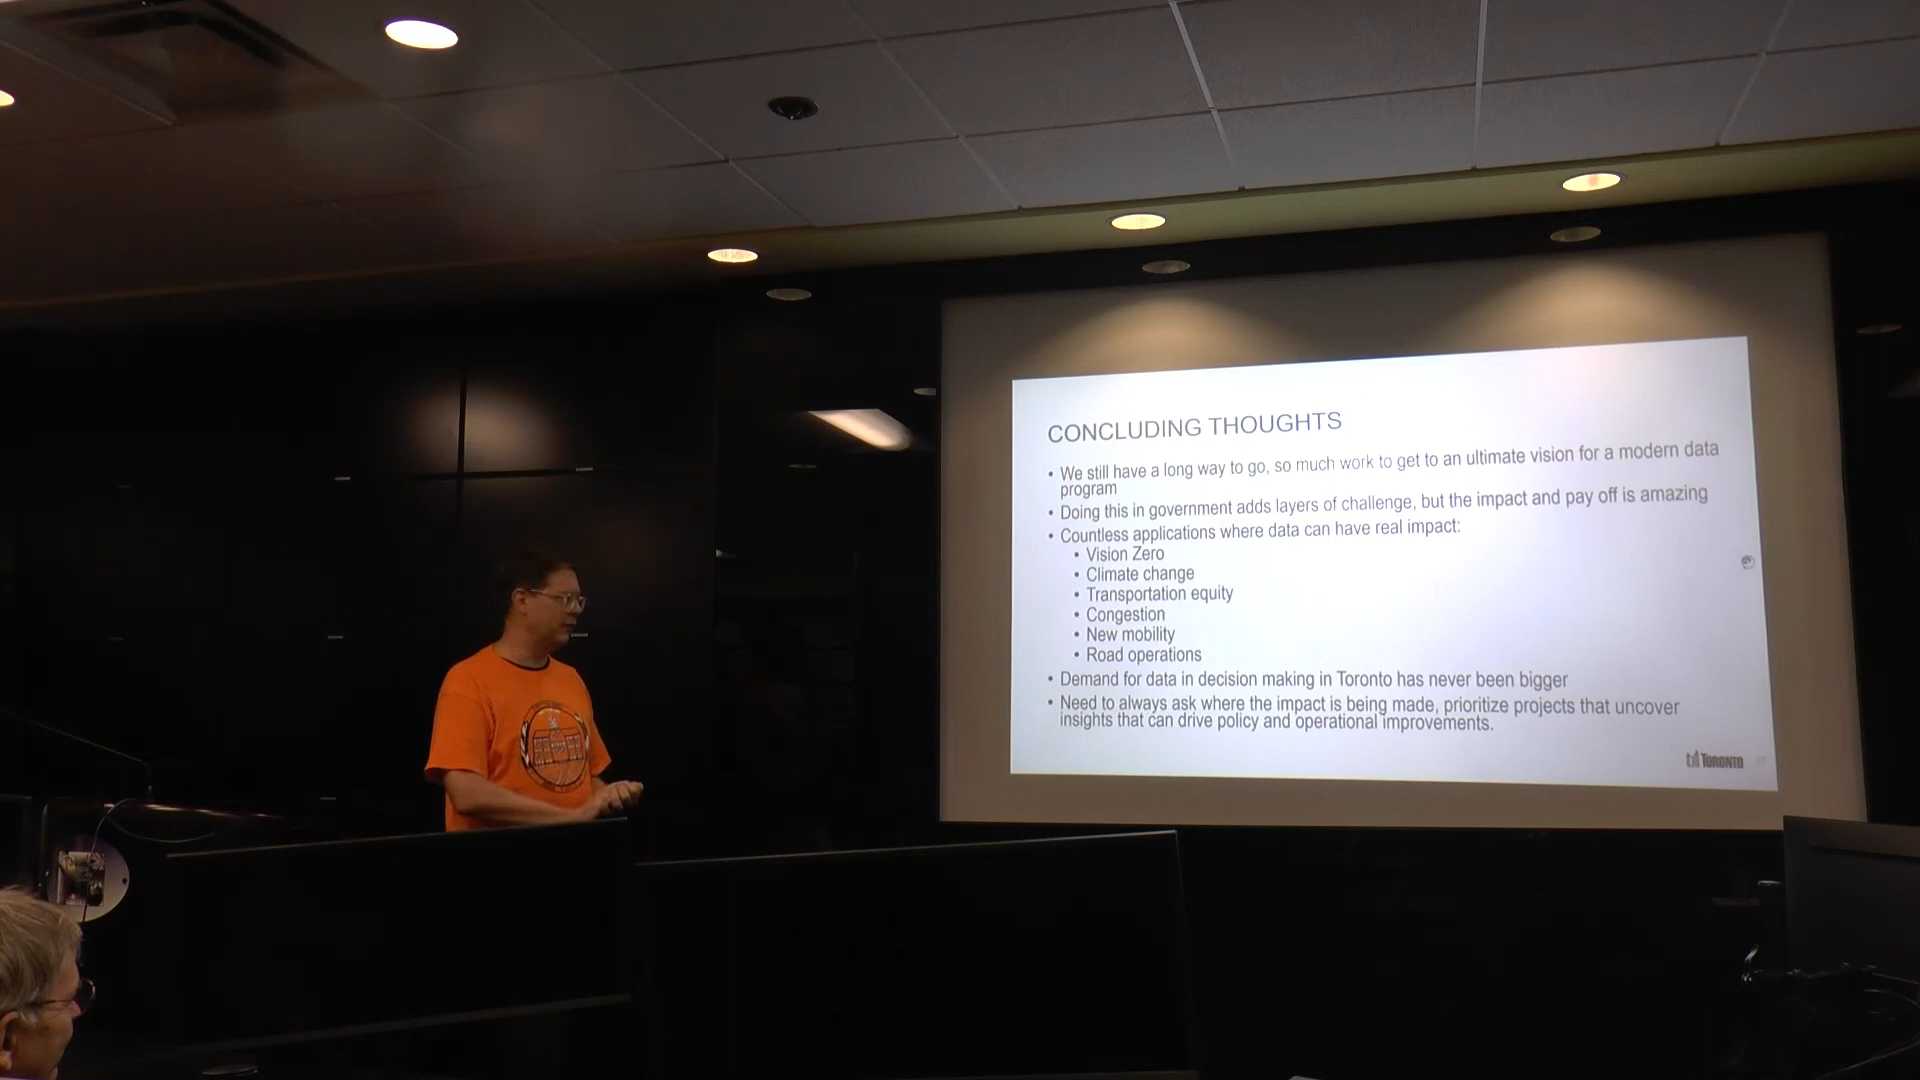 CONCLUDING THOUGHTS
• We still have a long way to go, so much work to get to an ultimate vision for a modern data
program
• Doing this in government adds layers of challenge, but the impact and pay off is amazing
• Countless applications where data can have real impact:
• Vision Zero
• Climate change
• Transportation equity
• Congestion
• New mobility
• Road operations
• Demand for data in decision making in Toronto has never been bigger
• Need to always ask where the impact is being made, prioritize projects that uncover
insights that can drive policy and operational improvements.
TORONTO